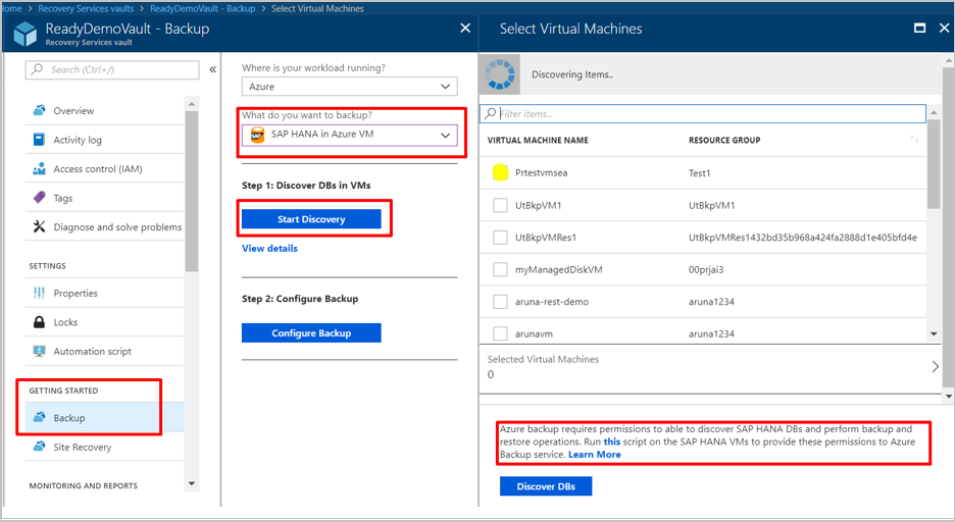 Home > Recovery Services vaults > ReadyDemoVault - Backup > Select Virtual Machines
ReadyDemoVault - Backup
Recovery Services vault
Search (Ctrl+/)
Overview
Activity log
Access control (IAM)
Tags
Diagnose and solve problems
SETTINGS
Properties
Locks
Automation script
GETTING STARTED
Backup
Site Recovery
MONITORING AND REPORTS
Where is your workload running?
Azure
What do you want to backup?
SAP HANA in Azure VM
Step 1: Discover DBs in VMs
Start Discovery
View details
Step 2: Configure Backup
Configure Backup
Select Virtual Machines
Discovering Items..
Filter items...
VIRTUAL MACHINE NAME RESOURCE GROUP
Prtestvmsea Test1
UtBkpVM1 UtBkpVM1
UtBkpVMRes1 UtBkpVMRes1432bd35b968a424fa2888d1e405bfd4e
myManagedDiskVM 00prjai3
aruna-rest-demo aruna1234
arunavm aruna1234
Selected Virtual Machines
0
Azure backup requires permissions to able to discover SAP HANA DBs and perform backup and
restore operations. Run this script on the SAP HANA VMs to provide these permissions to Azure
Backup service. Learn More
Discover DBs